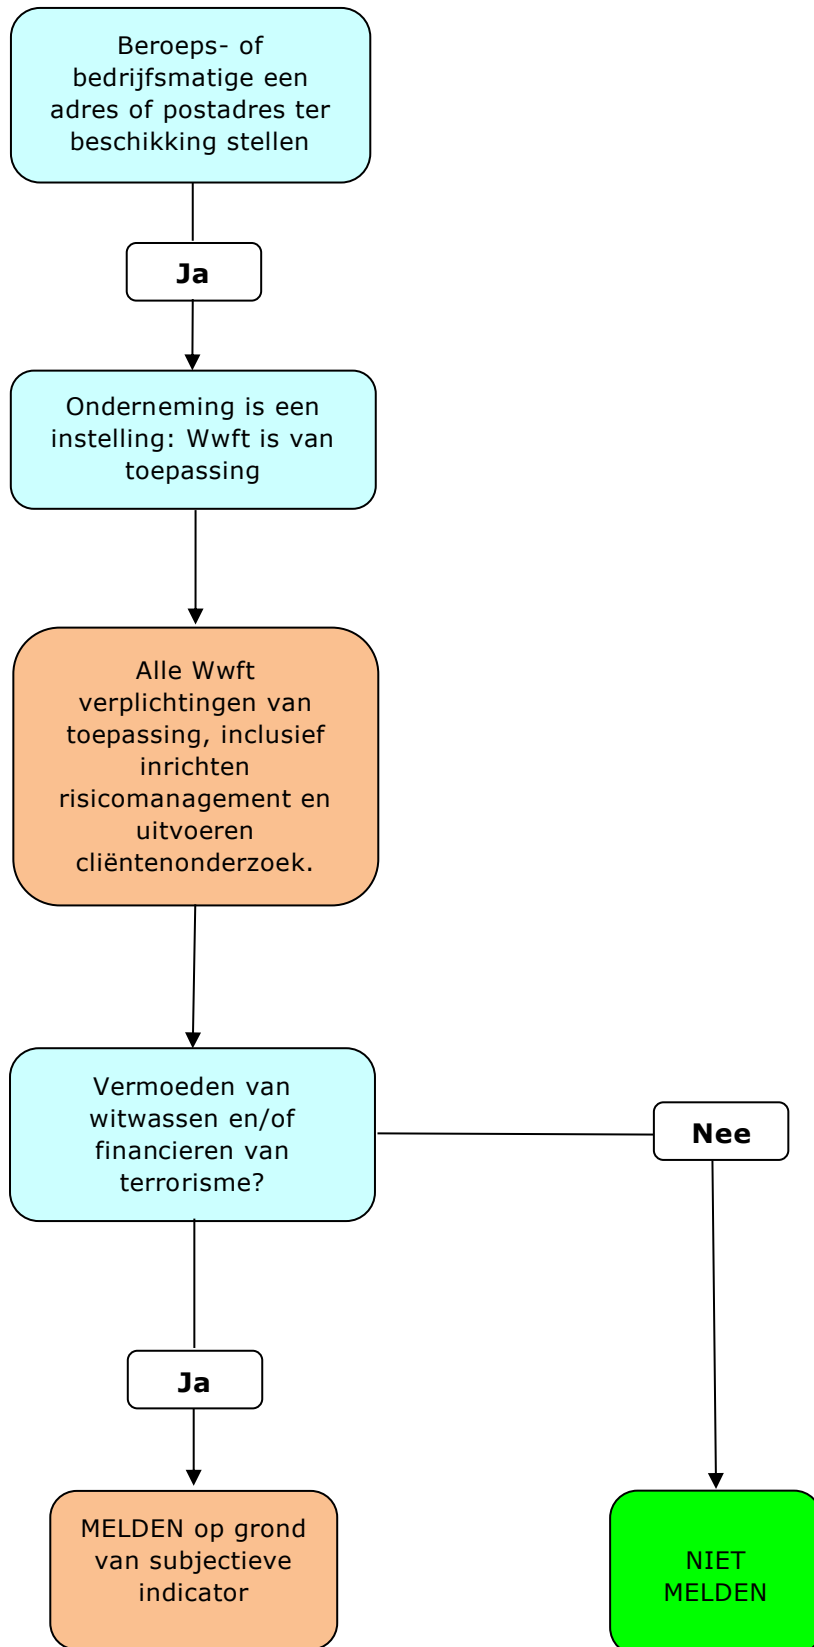 Beroeps- of
bedrijfsmatige een
adres of postadres ter
beschikking stellen
Ja
Onderneming is een
instelling: Wwft is van
toepassing
Alle Wwft
verplichtingen van
toepassing, inclusief
inrichten
risicomanagement en
uitvoeren
cliëntenonderzoek.
Vermoeden van
witwassen en/of
financieren van
terrorisme?
Nee
Ja
MELDEN op grond
van subjectieve
indicator
NIET
MELDEN